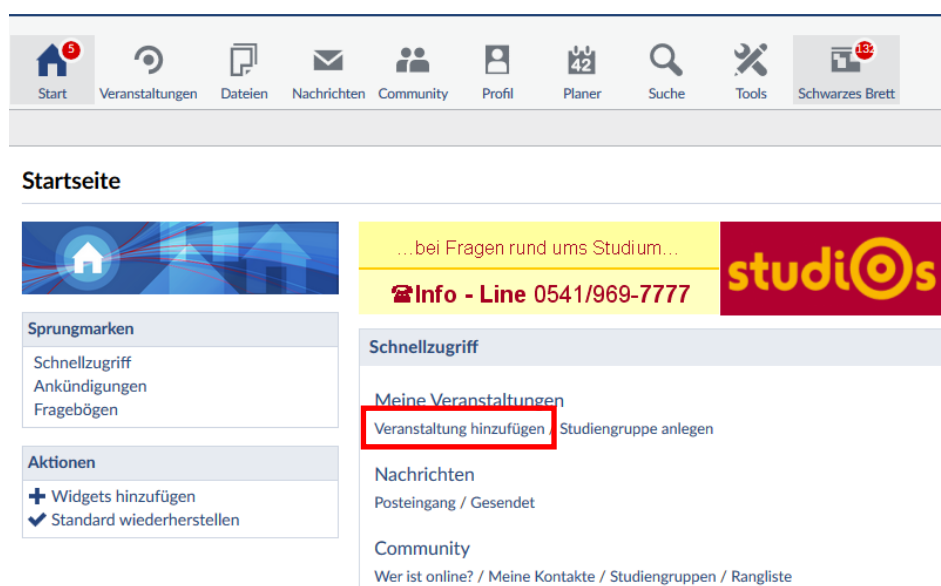 5
132
42
Start Veranstaltungen Dateien Nachrichten Community Profil Planer Suche Tools Schwarzes Brett
Startseite
...bei Fragen rund ums Studium...
☎Info - Line 0541/969-7777
studi@s
Sprungmarken
Schnellzugriff
Ankündigungen
Fragebögen
Aktionen
Widgets hinzufügen
Standard wiederherstellen
Schnellzugriff
Meine Veranstaltungen
Veranstaltung hinzufügen / Studiengruppe anlegen
Nachrichten
Posteingang / Gesendet
Community
Wer ist online? / Meine Kontakte / Studiengruppen / Rangliste